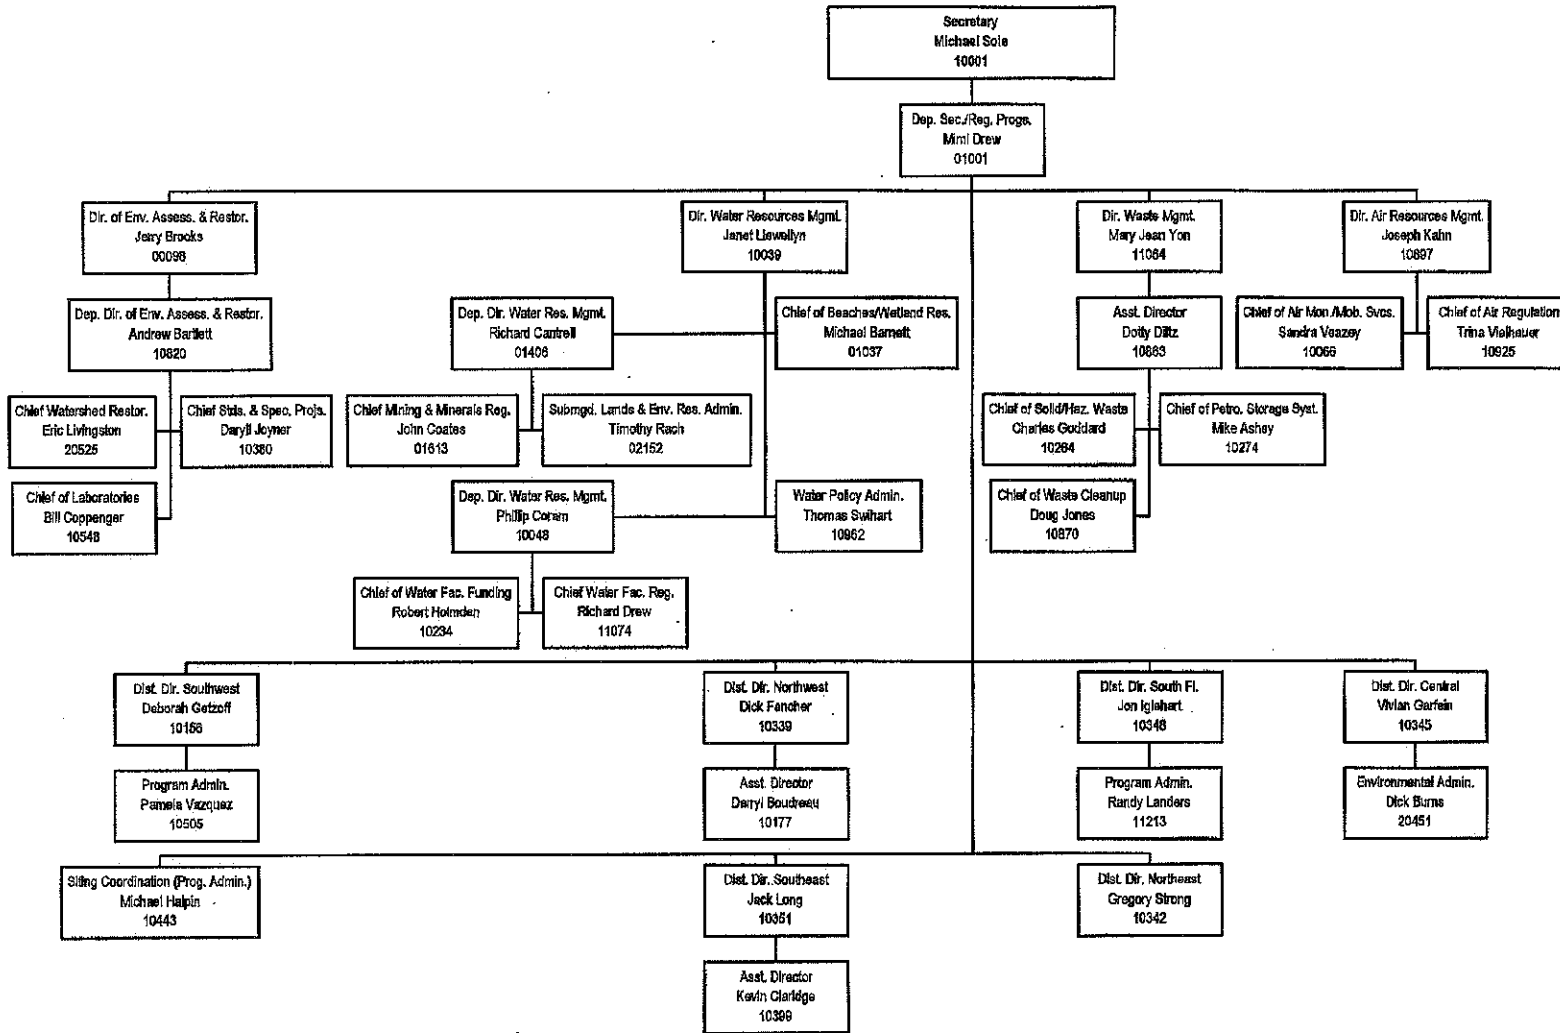 Secretary
Michael Sole
10001
Dep. Sec./Reg. Progs.
Mimi Drew
01001
Dir. of Env. Assess. & Restor.
Jerry Brooks
00098
Dir. Water Resources Mgmt.
Janet Llewellyn
10039
Dir. Waste Mgmt.
Mary Jean Yon
11064
Dir. Air Resources Mgmt.
Joseph Kahn
10897
Dep. Dir. of Env. Assess. & Restor.
Andrew Bartlett
10820
Dep. Dir. Water Res. Mgmt.
Richard Cantrell
01406
Chief of Beaches/Wetland Res.
Michael Barnett
01037
Asst. Director
Dotty Diltz
10863
Chief of Air Mon./Mob. Svcs.
Sandra Veazey
10066
Chief of Air Regulation
Trina Vielhauer
10925
Chief Watershed Restor.
Eric Livingston
20525
Chief Stds. & Spec. Projs.
Daryll Joyner
10380
Chief Mining & Minerals Reg.
John Coates
01613
Submgd. Lands & Env. Res. Admin.
Timothy Rach
02152
Chief of Solid/Haz. Waste
Charles Goddard
10264
Chief of Petro. Storage Syst.
Mike Ashey
10274
Chief of Laboratories
Bill Coppenger
10548
Dep. Dir. Water Res. Mgmt.
Phillip Coram
10048
Water Policy Admin.
Thomas Swihart
10962
Chief of Waste Cleanup
Doug Jones
10870
Chief of Water Fac. Funding
Robert Holmden
10234
Chief Water Fac. Reg.
Richard Drew
11074
Dist. Dir. Southwest
Deborah Getzoff
10156
Dist. Dir. Northwest
Dick Fancher
10339
Dist. Dir. South Fl.
Jon Iglehart
10348
Dist. Dir. Central
Vivian Garfein
10345
Program Admin.
Pamela Vazquez
10505
Asst. Director
Darryl Boudreau
10177
Program Admin.
Randy Landers
11213
Environmental Admin.
Dick Burns
20451
Siting Coordination (Prog. Admin.)
Michael Halpin
10443
Dist. Dir. Southeast
Jack Long
10351
Dist. Dir. Northeast
Gregory Strong
10342
Asst. Director
Kevin Claridge
10399